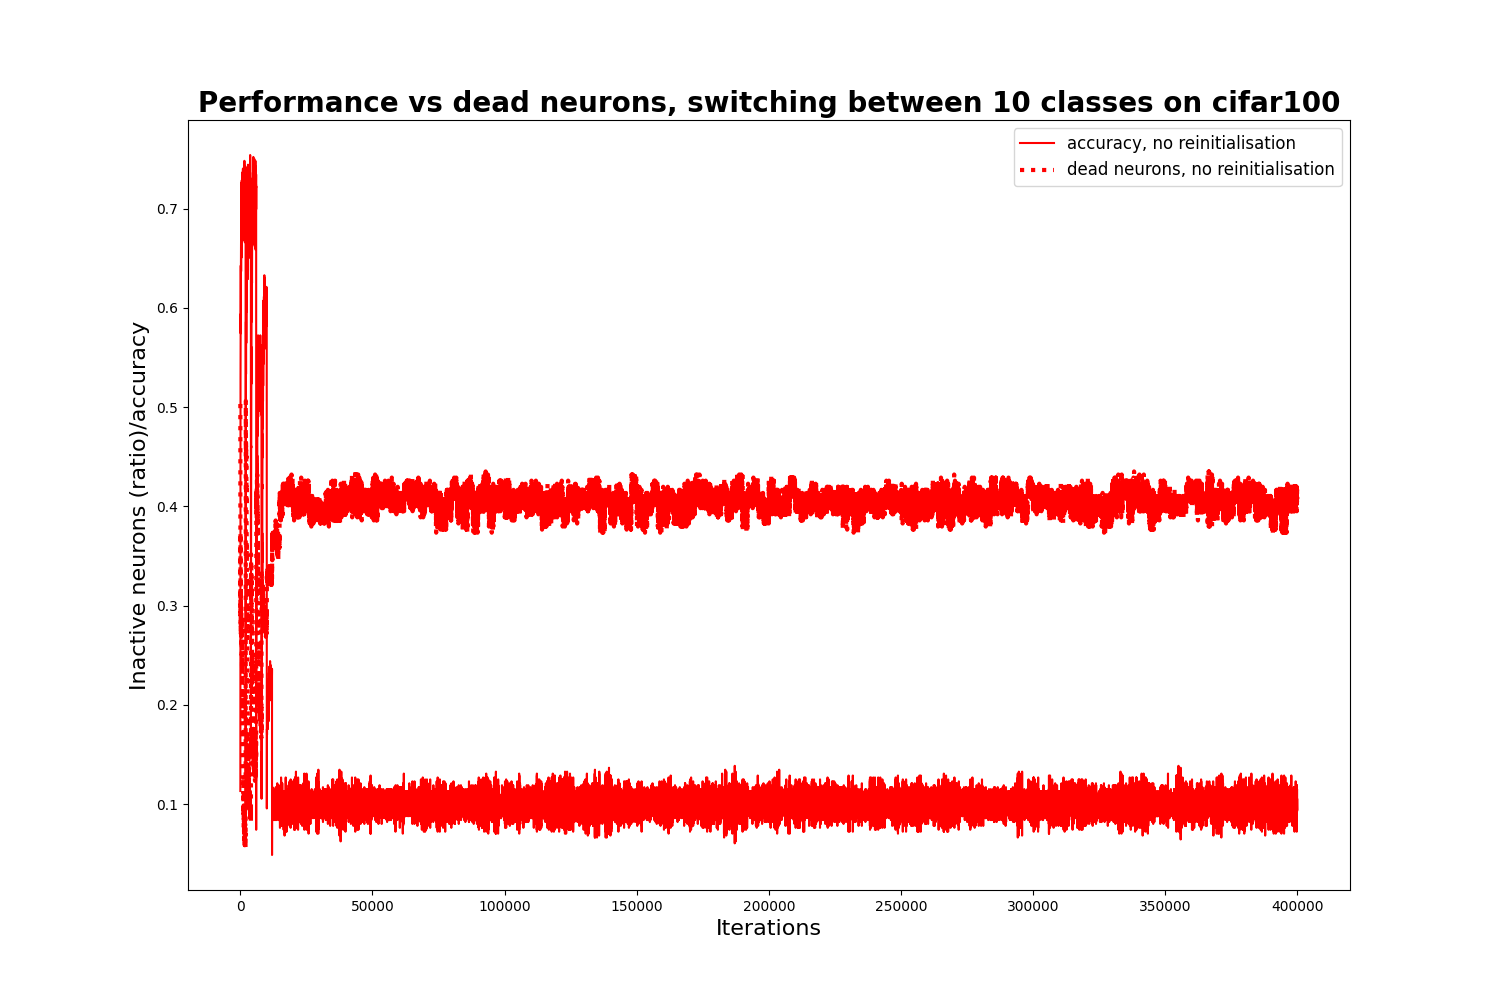 Performance vs dead neurons, switching between 10 classes on cifar100
accuracy, no reinitialisation
dead neurons, no reinitialisation
Inactive neurons (ratio)/accuracy
0.7
0.6
0.5
0.4
0.3
0.2
0.1
0 50000 100000 150000 200000 250000 300000 350000 400000
Iterations